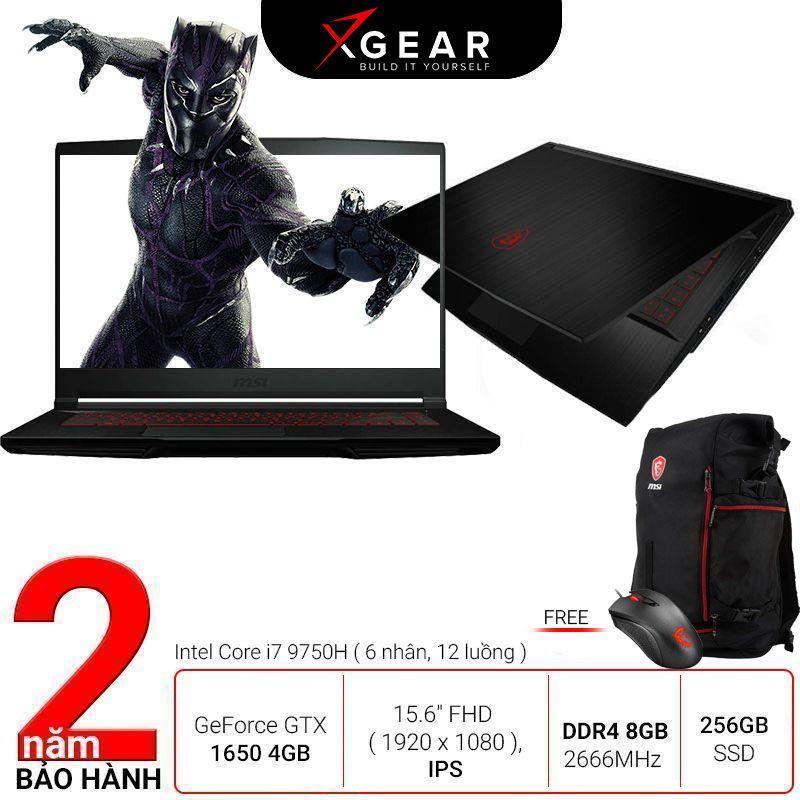 XGEAR
BUILD IT YOURSELF
msi
msi
FREE
2
năm
BẢO HÀNH
Intel Core i7 9750H ( 6 nhân, 12 luồng )
GeForce GTX
1650 4GB
15.6" FHD
( 1920 x 1080 ),
IPS
DDR4 8GB
2666MHz
256GB
SSD